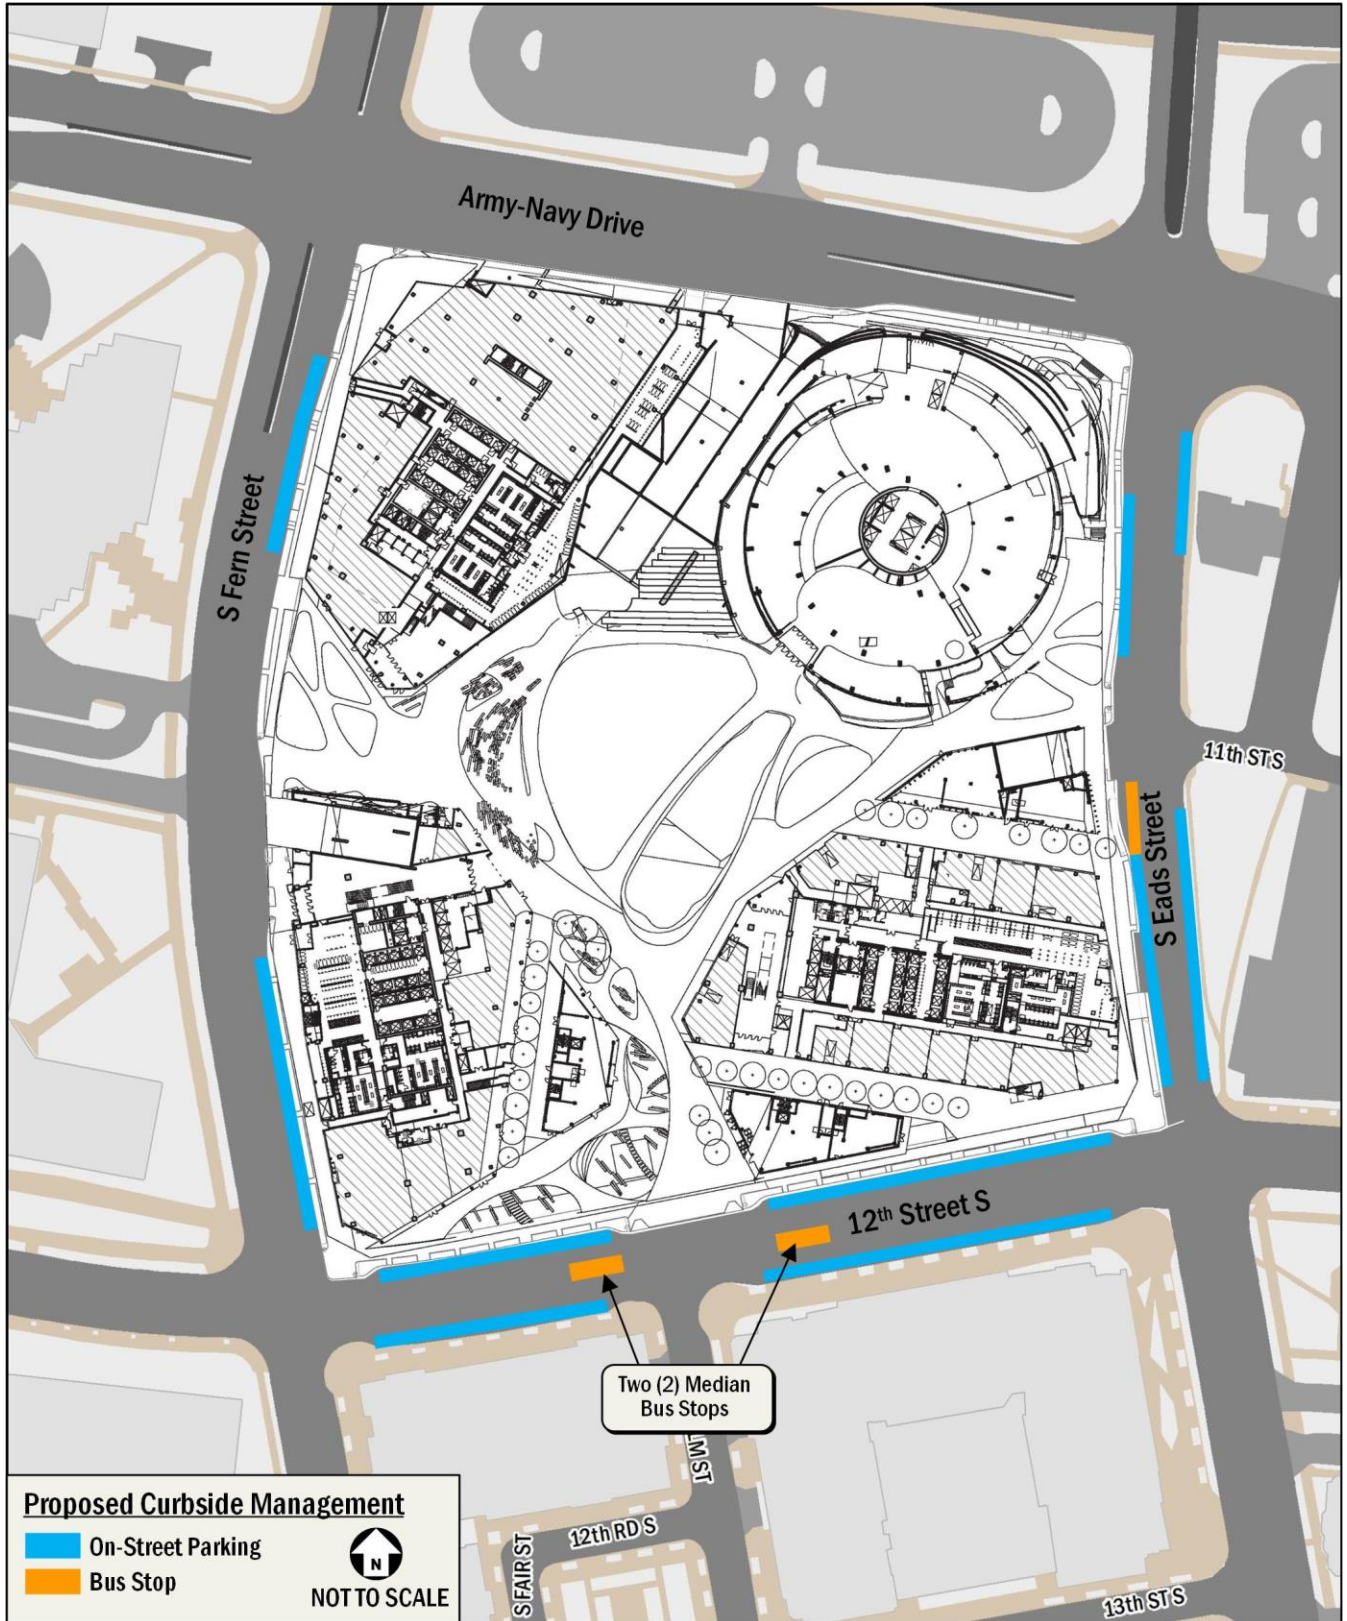 Army-Navy Drive
S Fern Street
11th ST S
S Eads Street
12th Street S
Two (2) Median
Bus Stops
LM ST
12th RD S
S FAIR ST
13th ST S
Proposed Curbside Management
On-Street Parking
Bus Stop
N
NOT TO SCALE